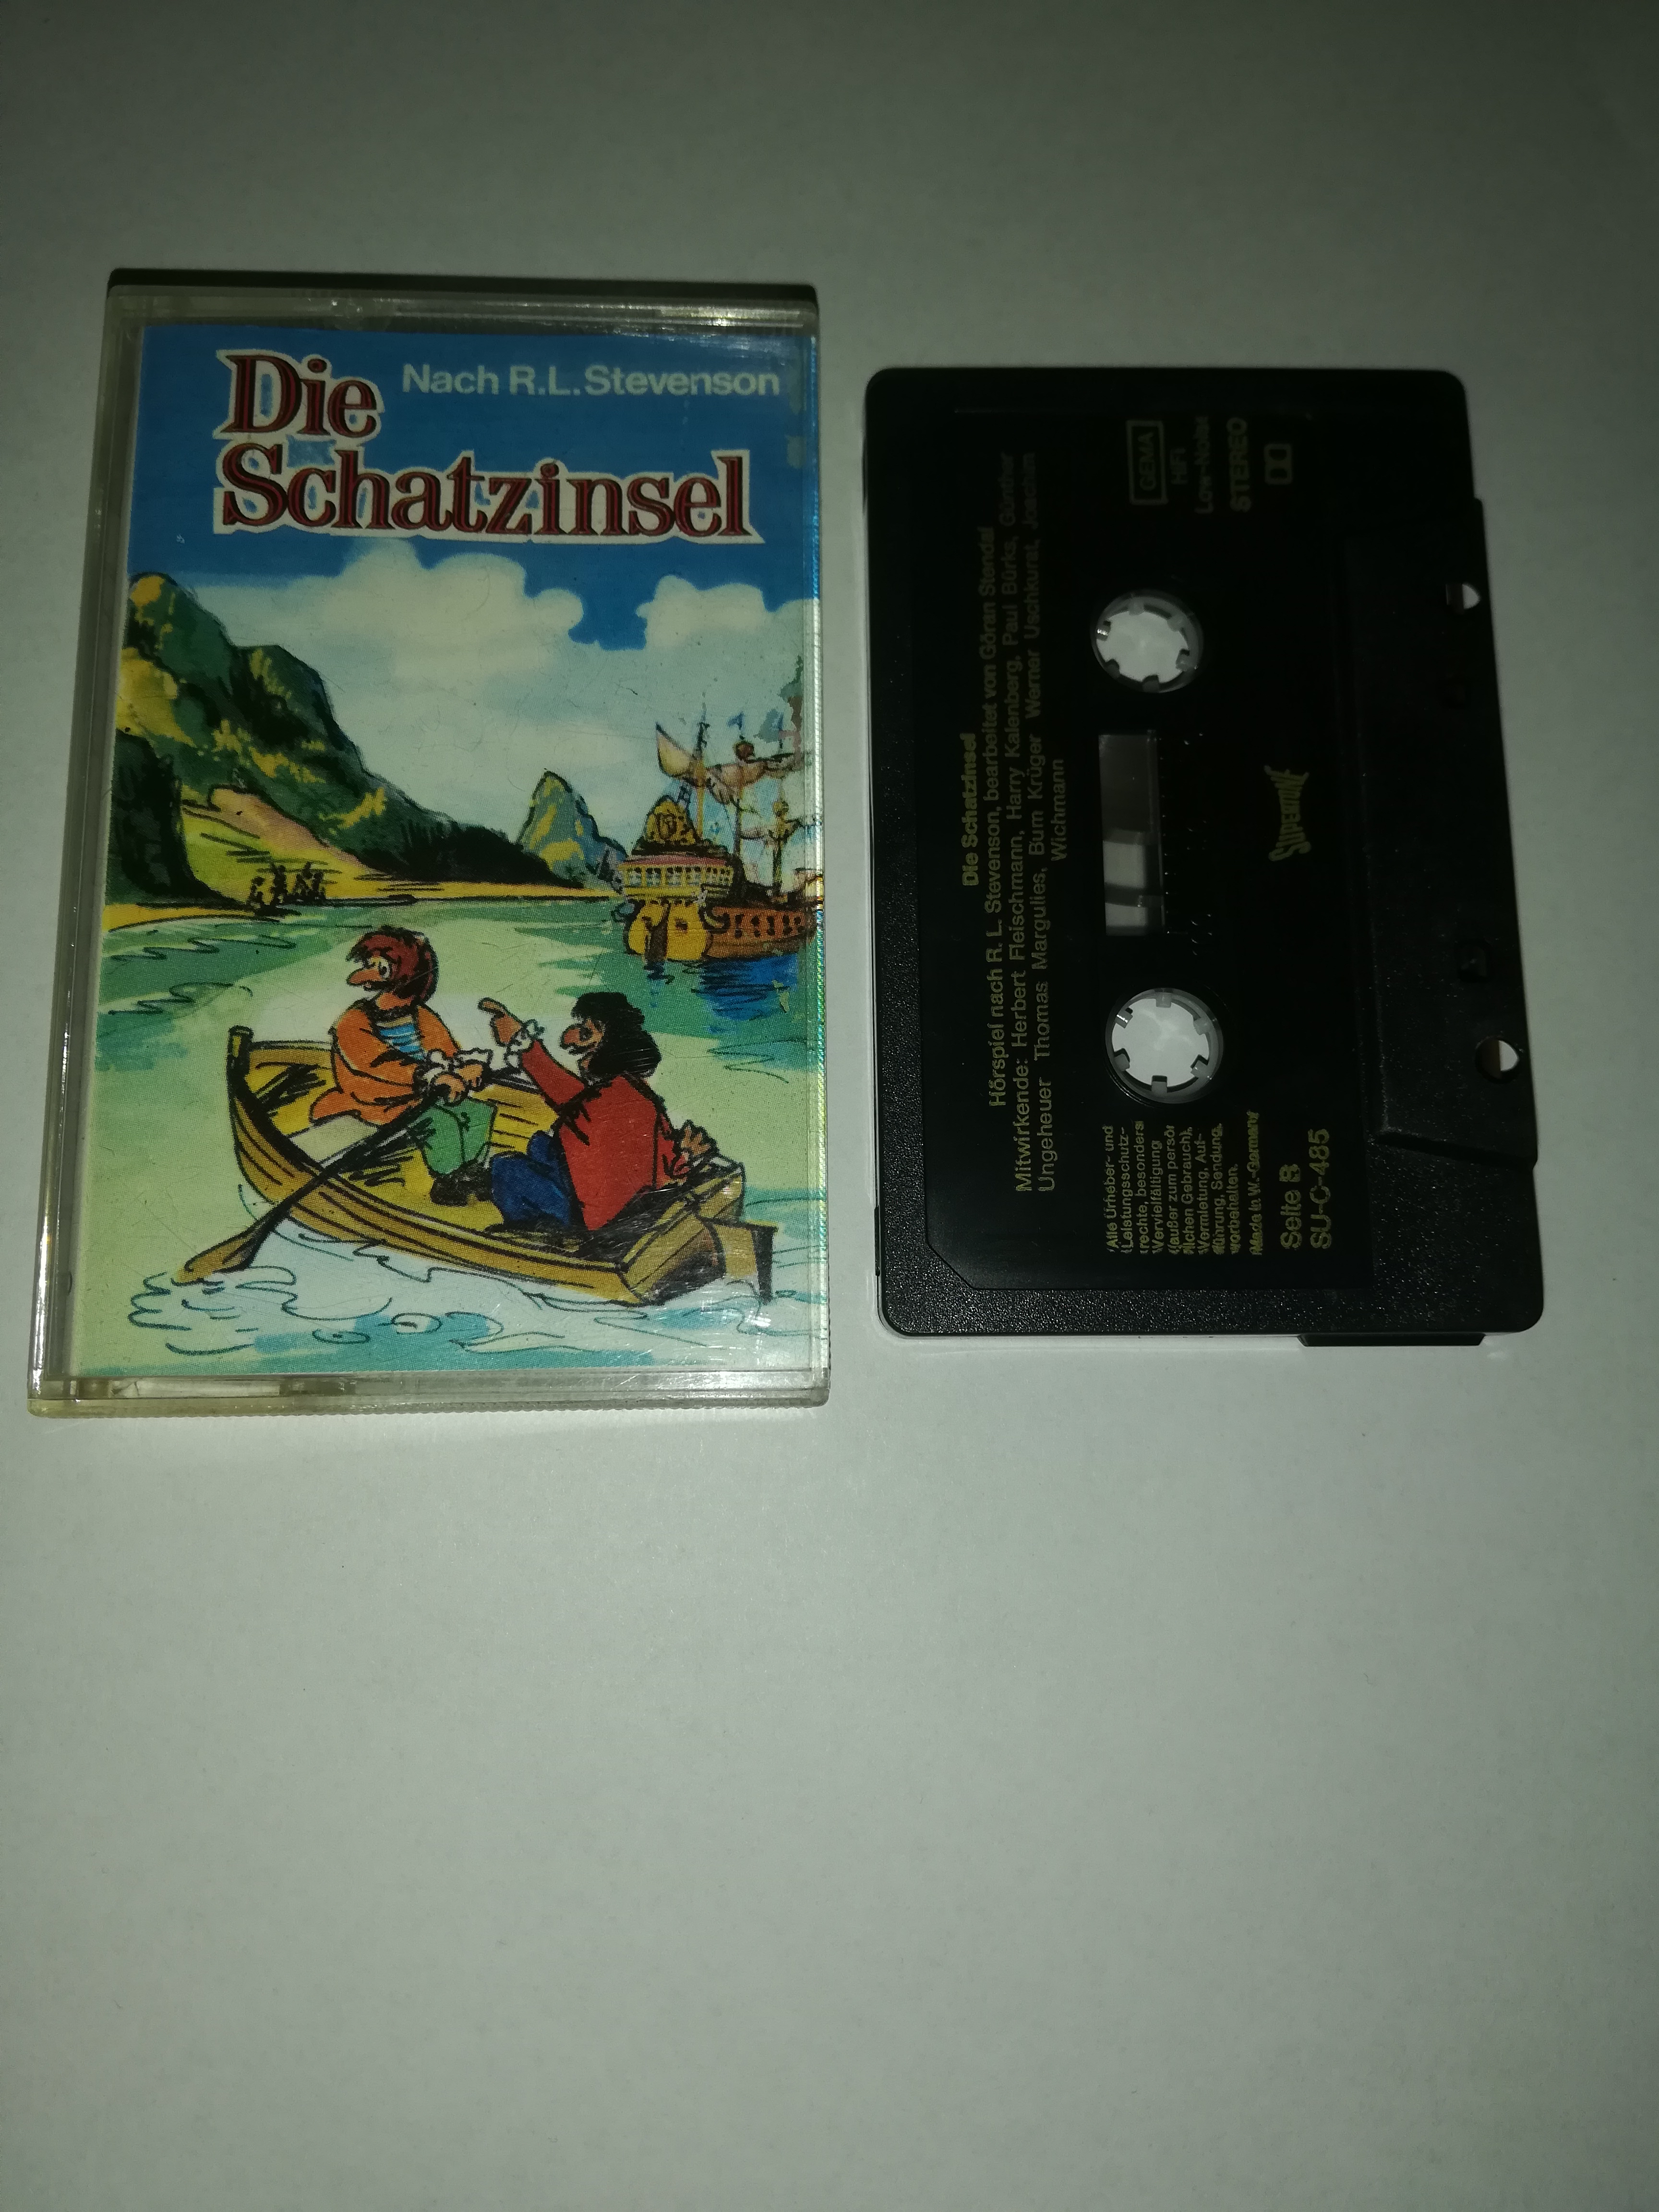 Die
Nach R.L.Stevenson
Schatzinsel
Die Schatzinsel
Hörspiel nach R. L. Stevenson, bearbeitet von Göran Stendal
Mitwirkende: Herbert Fleischmann, Harry Kalenberg, Paul Bürks, Günther
Ungeheuer Thomas Margulies, Bum Krüger Werner Uschkurat, Joachim
Wichmann
Alle Urheber- und
Leistungsschutz-
rechte, besonders
Vervielfältigung
(außer zum persön
lichen Gebrauch),
Vermietung, Auf-
führung, Sendung,
vorbehalten.
Made in W.-Germany
GEMA
HiFi
Low-Noise
STEREO
Seite B
SU-C-485
SUPERTONE